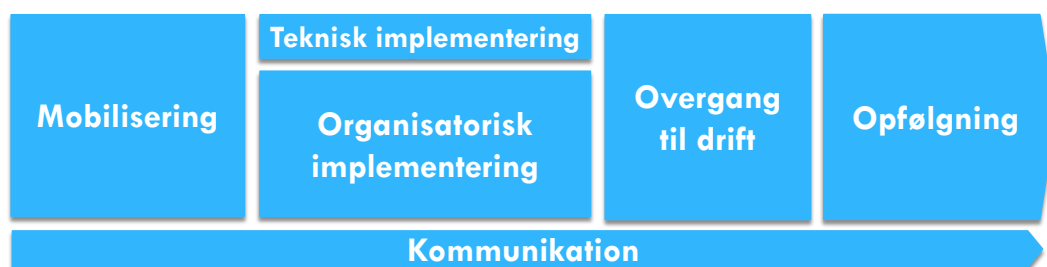 Mobilisering
Teknisk implementering
Organisatorisk
implementering
Overgang
til drift
Opfølgning
Kommunikation